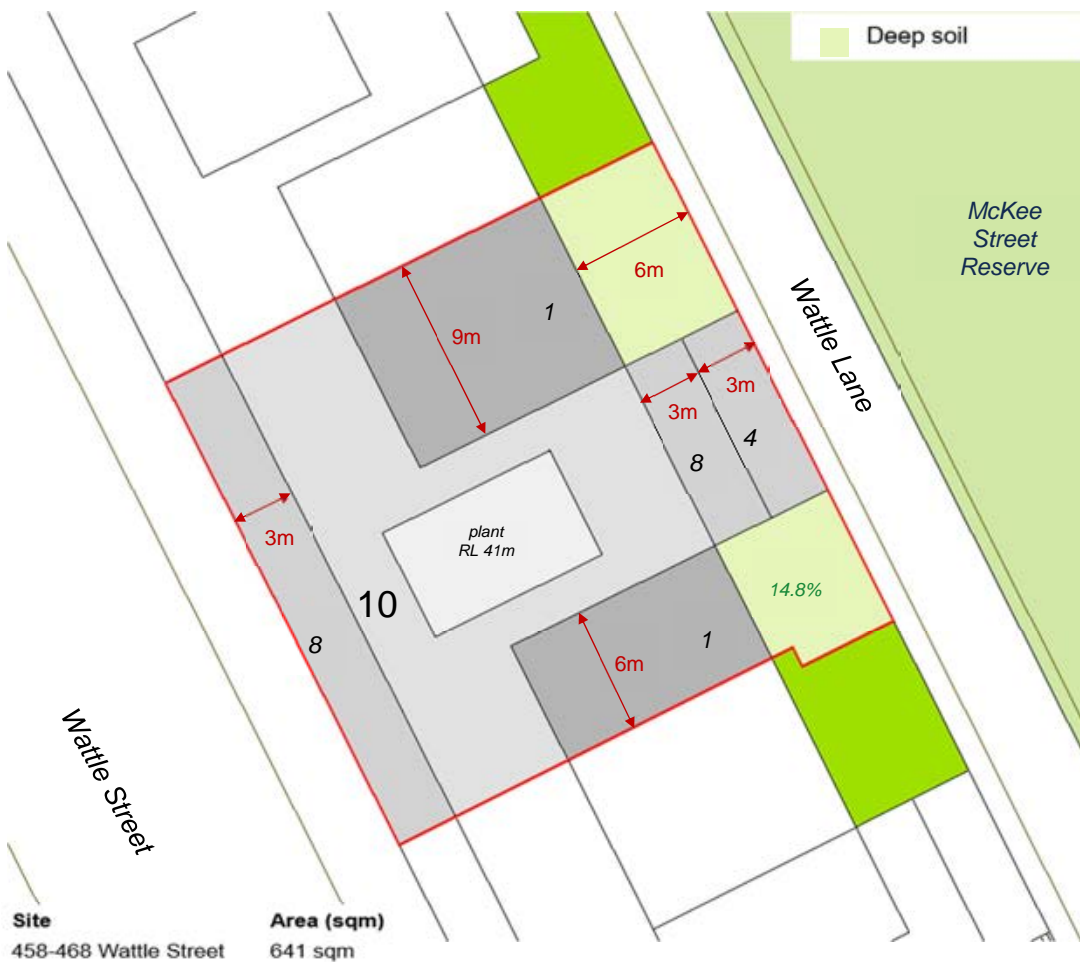 Deep soil
McKee
Street
Reserve
6m
1
9m
Wattle Lane
3m
3m
4
8
3m
plant
RL 41m
14.8%
10
8
6m
1
Wattle Street
Site Area (sqm)
458-468 Wattle Street 641 sqm